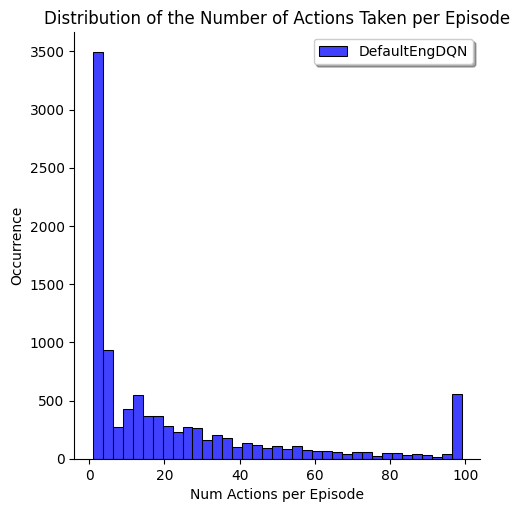 Distribution of the Number of Actions Taken per Episode
DefaultEngDQN
3500
3000
2500
2000
1500
1000
500
0
Occurrence
0 20 40 60 80 100
Num Actions per Episode